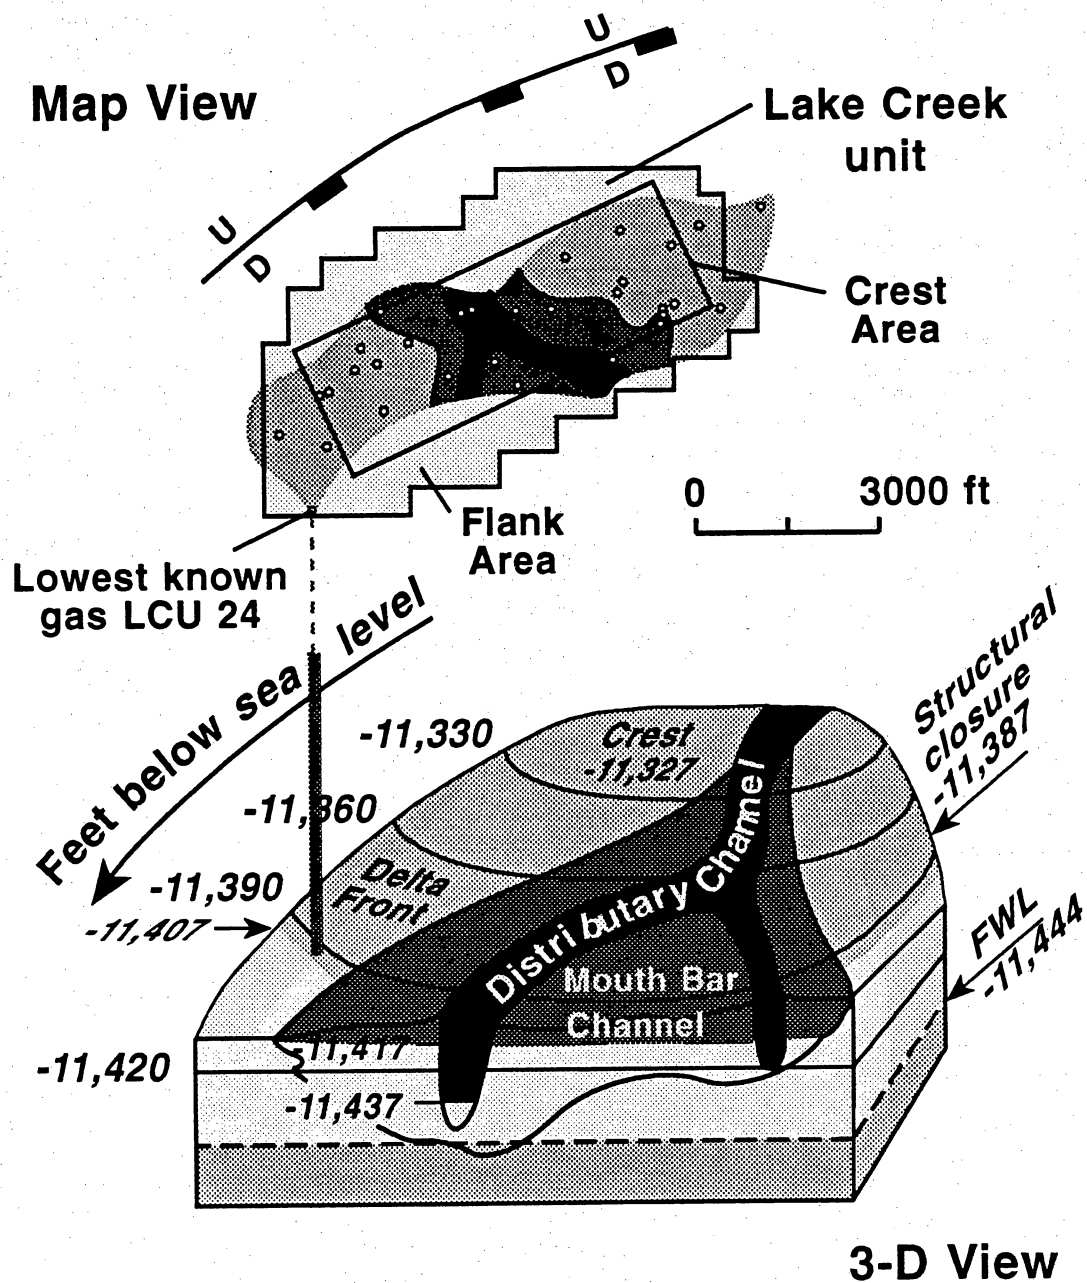 U
D
Map View
Lake Creek
unit
U
D
Crest
Area
0
3000 ft
Flank
Area
Lowest known
gas LCU 24
Feet below sea level
Structural
closure
-11,387
-11,330
Crest
-11,327
-11,360
Delta
Front
-11,390
-11,407
Distributary Channel
FWL
-11,444
Mouth Bar
Channel
-11,417
-11,420
-11,437
3-D View